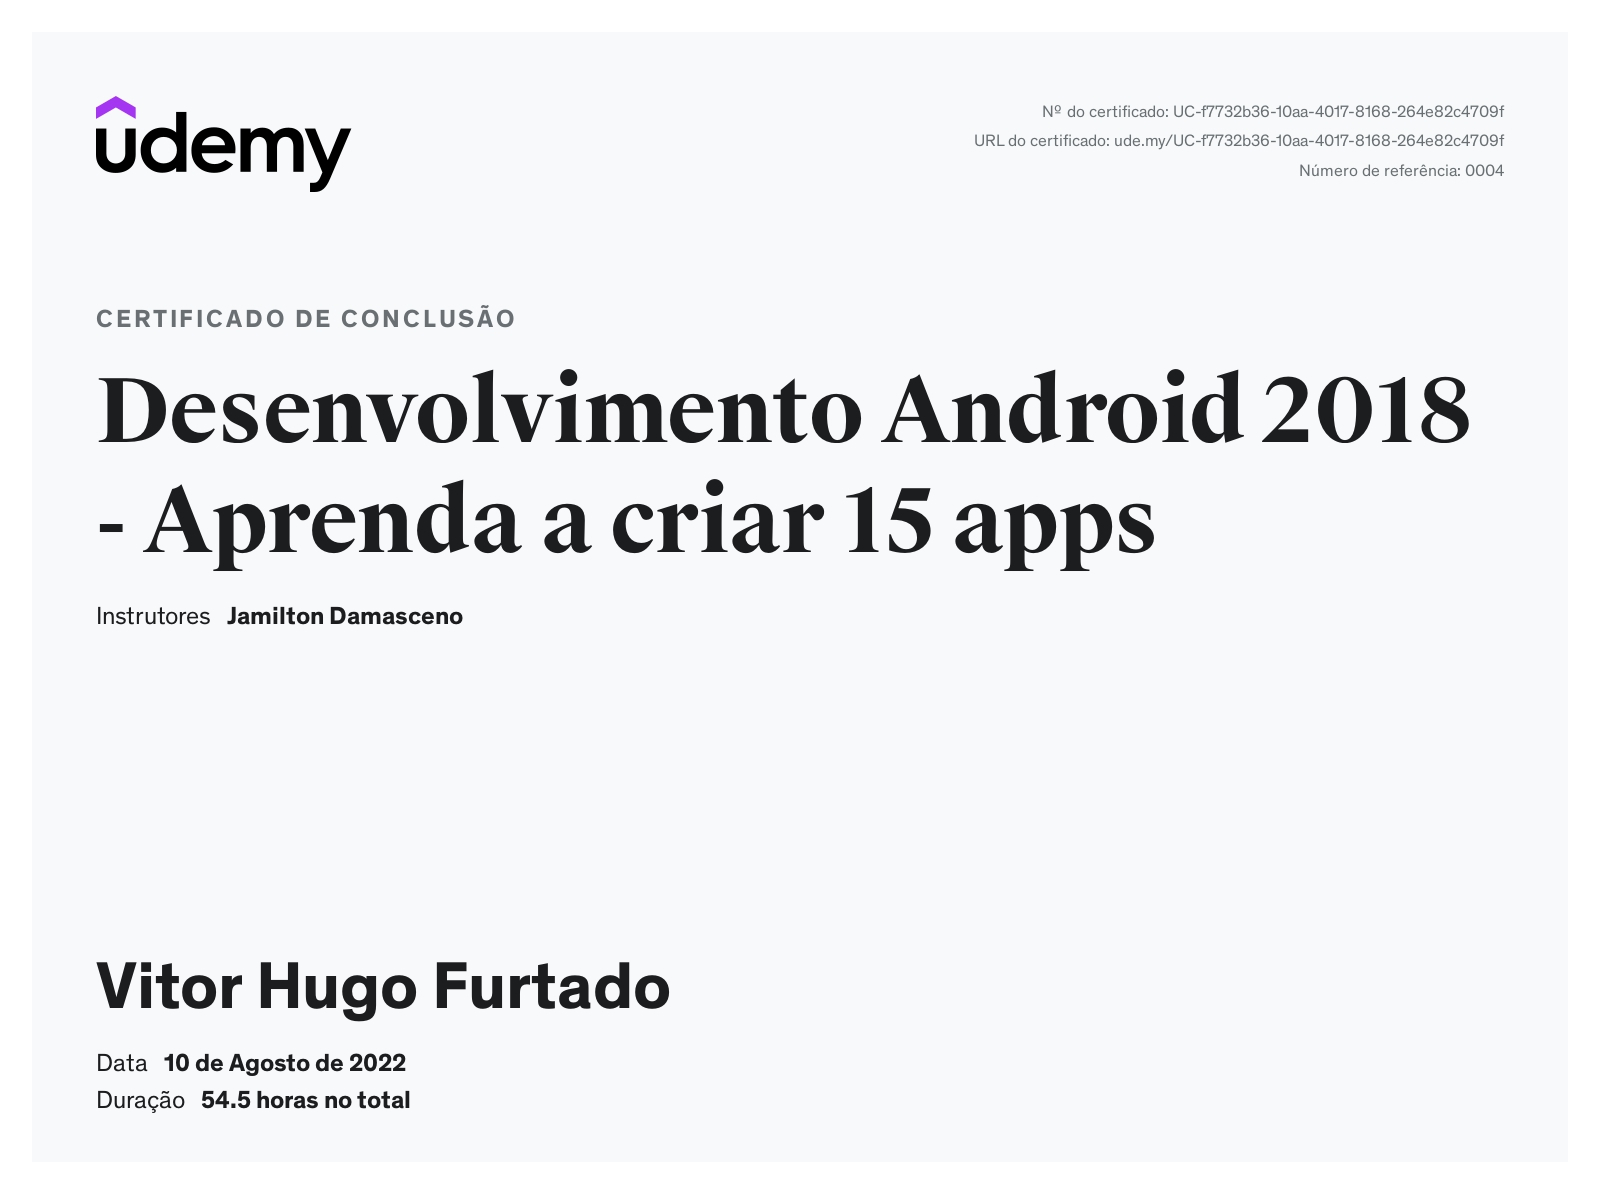 udemy
Nº do certificado: UC-f7732b36-10aa-4017-8168-264e82c4709f
URL do certificado: ude.my/UC-f7732b36-10aa-4017-8168-264e82c4709f
Número de referência: 0004
CERTIFICADO DE CONCLUSÃO
Desenvolvimento Android 2018
- Aprenda a criar 15 apps
Instrutores Jamilton Damasceno
Vitor Hugo Furtado
Data 10 de Agosto de 2022
Duração 54.5 horas no total